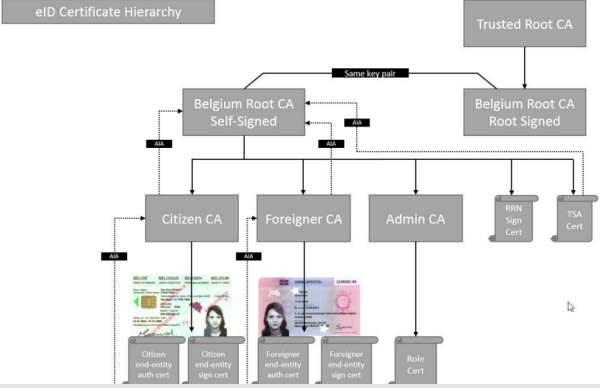 eID Certificate Hierarchy
Trusted Root CA
Same key pair
Belgium Root CA
Self-Signed
Belgium Root CA
Root Signed
AIA
AIA
AIA
Citizen CA
Foreigner CA
Admin CA
RRN
Sign
Cert
TSA
Cert
AIA
AIA
BELGIË BELGIQUE BELGIEN BELGIUM
Citizen
end-entity
auth cert
Citizen
end-entity
sign cert
Foreigner
end-entity
auth cert
Foreigner
end-entity
sign cert
Role
Cert